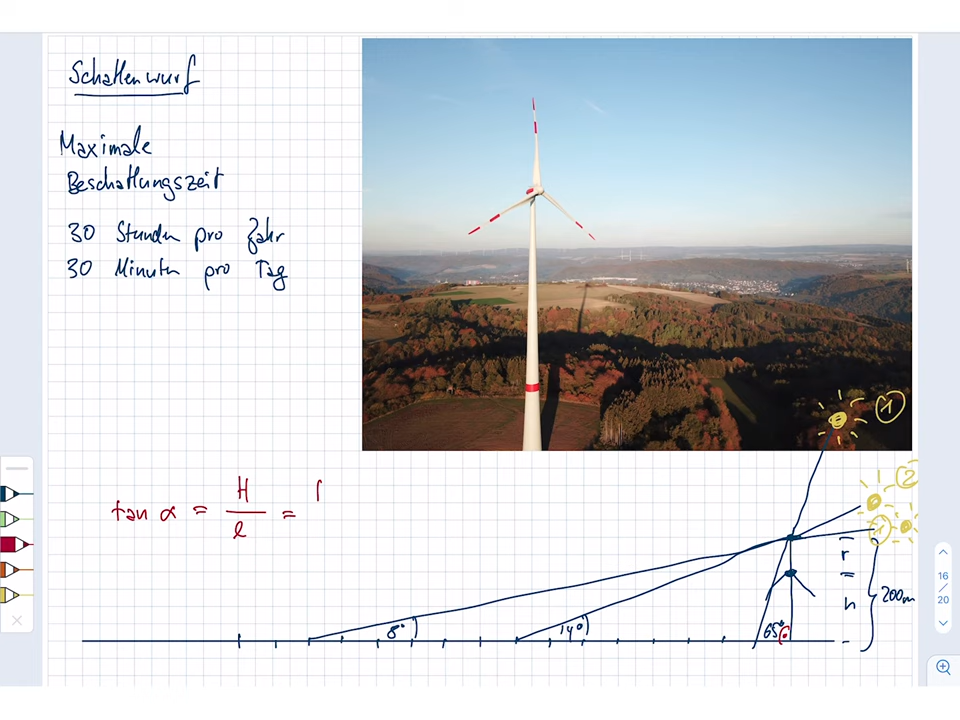 Schattenwurf
Maximale
Beschattungszeit
30 Stunden pro Jahr
30 Minuten pro Tag
1
2
tan α = H / l =
r
h
200m
8°
14°
65°
16
/
20